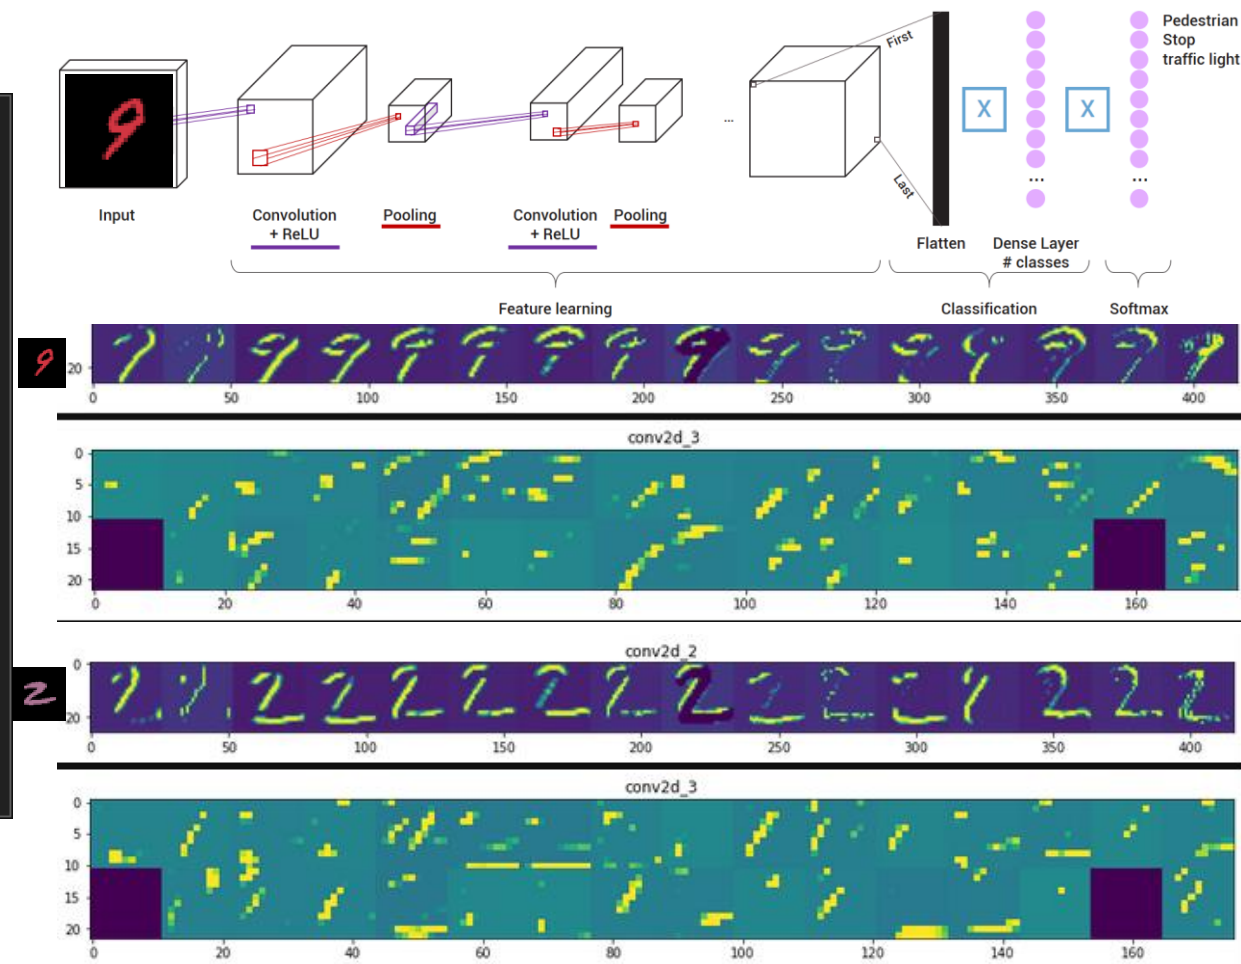 Pedestrian
Stop
traffic light
First
X
X
...
...
...
Last
Input
Convolution
+ ReLU
Pooling
Convolution
+ ReLU
Pooling
Flatten
Dense Layer
# classes
Feature learning
Classification
Softmax
20
0 50 100 150 200 250 300 350 400
conv2d_3
0
5
10
15
20
0 20 40 60 80 100 120 140 160
conv2d_2
0
20
0 50 100 150 200 250 300 350 400
conv2d_3
0
5
10
15
20
0 20 40 60 80 100 120 140 160